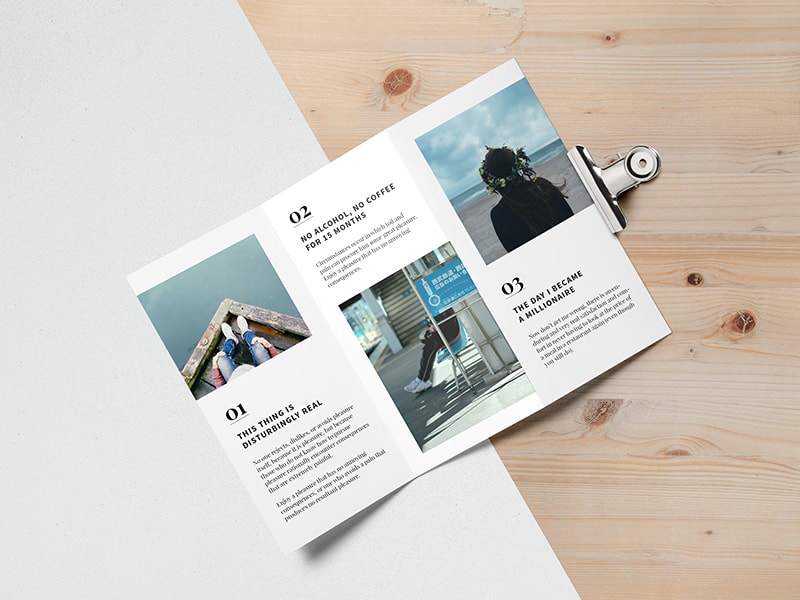 01
THIS THING IS
DISTURBINGLY REAL
No one rejects, dislikes, or avoids pleasure
itself, because it is pleasure, but because
those who do not know how to pursue
pleasure rationally encounter consequences
that are extremely painful.
Enjoy a pleasure that has no annoying
consequences, or one who avoids a pain that
produces no resultant pleasure.
02
NO ALCOHOL, NO COFFEE
FOR 15 MONTHS
Circumstances occur in which toil and
pain can procure him some great pleasure.
Enjoy a pleasure that has no annoying
consequences.
03
THE DAY I BECAME
A MILLIONAIRE
Now don't get me wrong, there is an en-
during and very real satisfaction and com-
fort in never having to look at the price of
a meal in a restaurant again (even though
you still do).